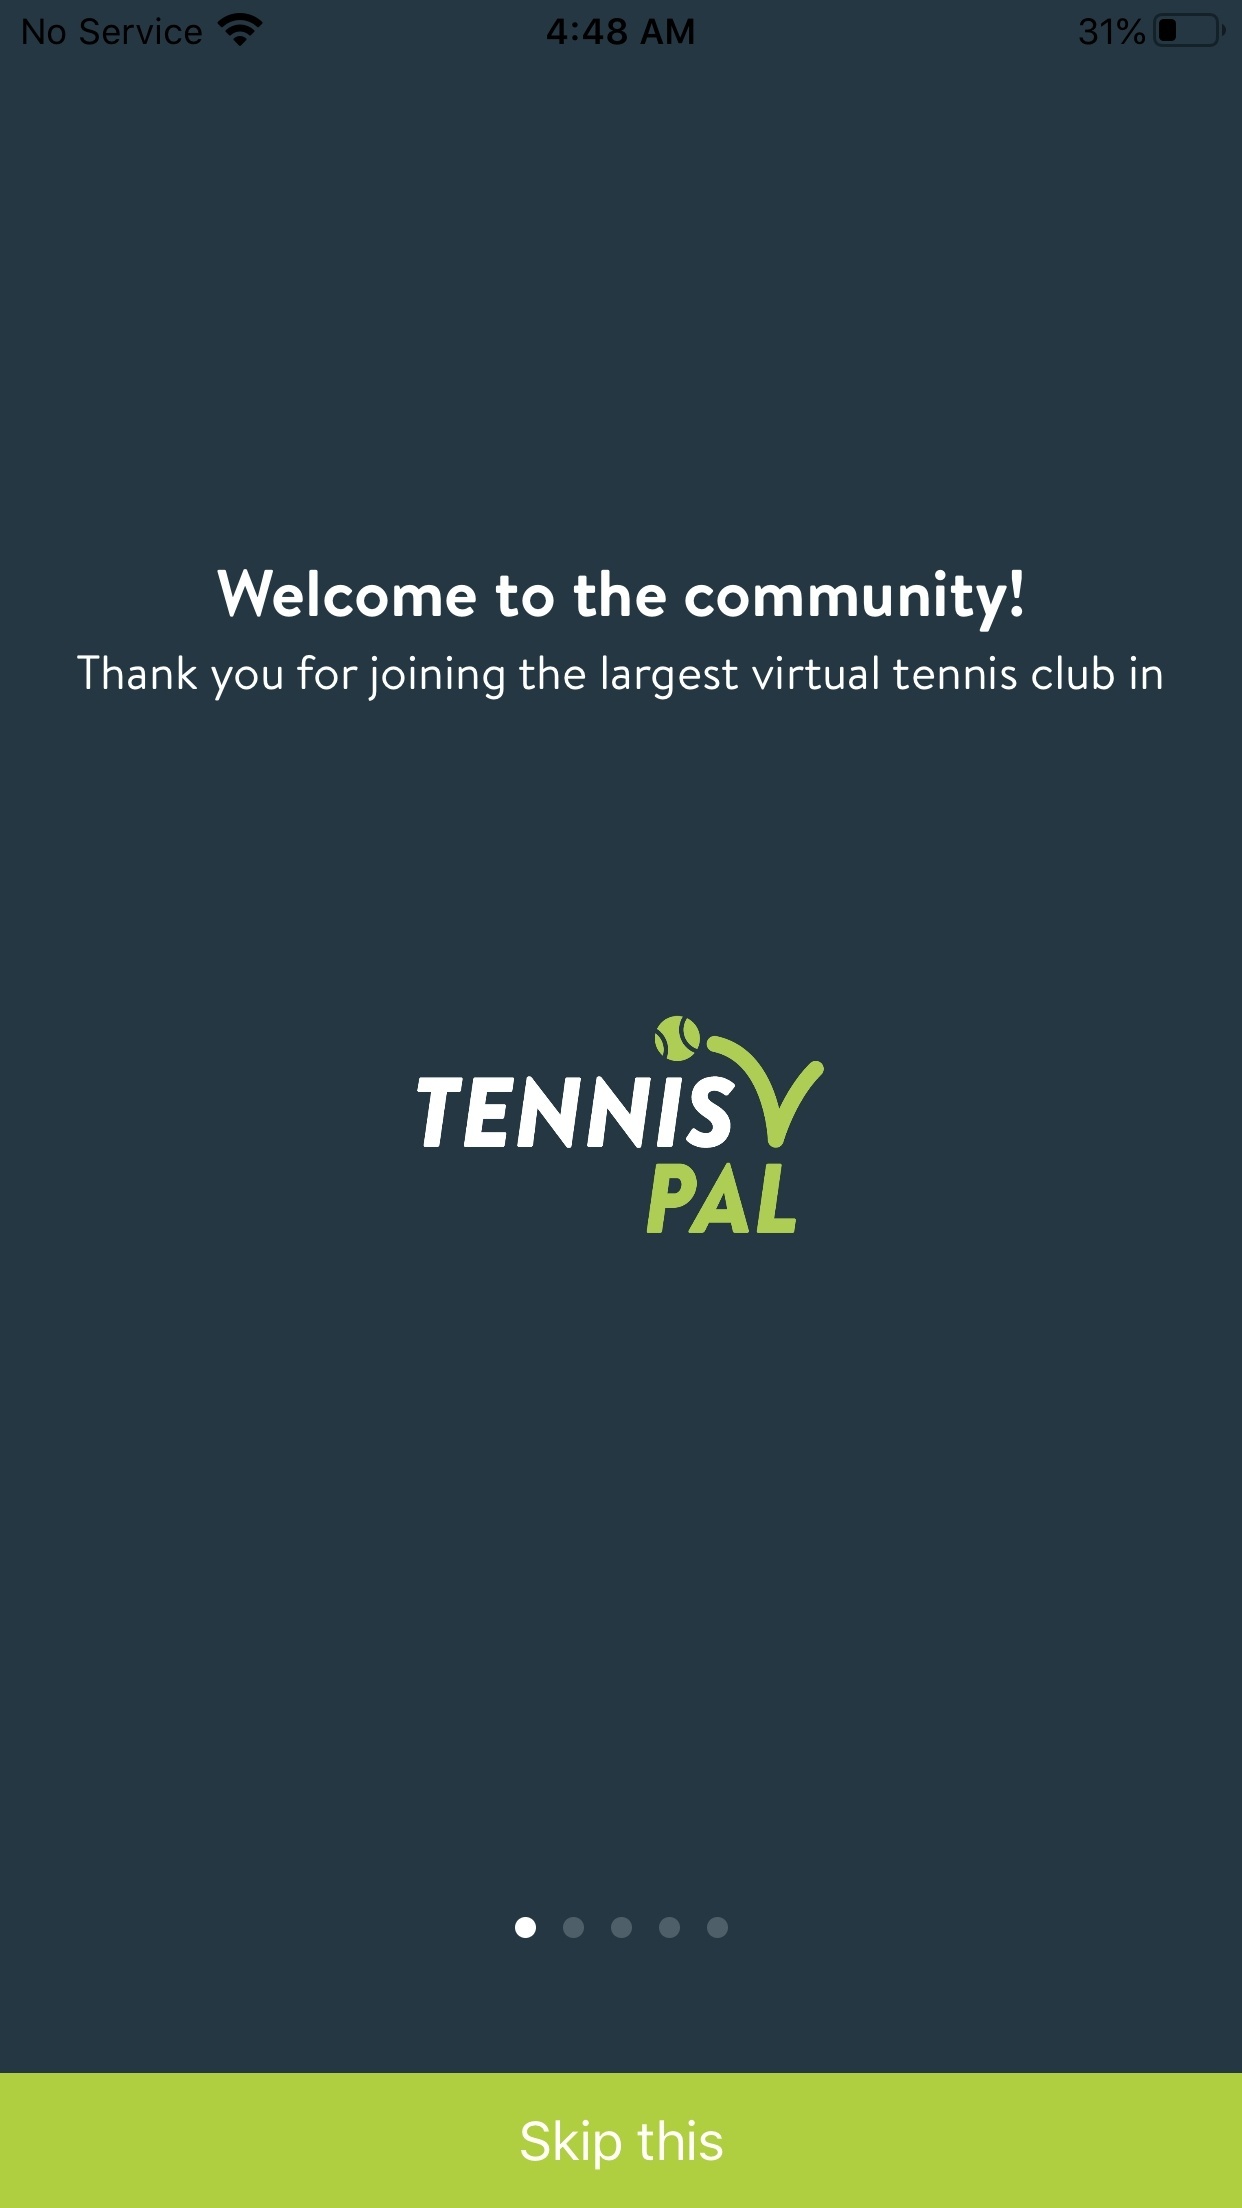 No Service 4:48 AM 31%
Welcome to the community!
Thank you for joining the largest virtual tennis club in
TENNIS
PAL
Skip this